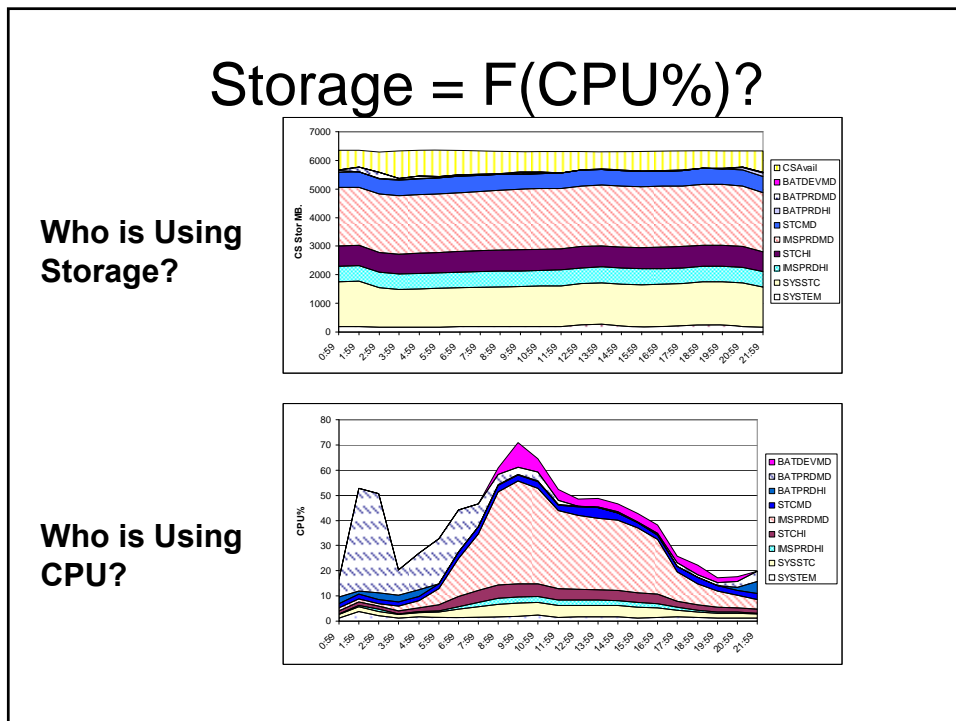 Storage = F(CPU%)?
Who is Using
Storage?
CS Stor MB.
7000
6000
5000
4000
3000
2000
1000
0
0:59
1:59
2:59
3:59
4:59
5:59
6:59
7:59
8:59
9:59
10:59
11:59
12:59
13:59
14:59
15:59
16:59
17:59
18:59
19:59
20:59
21:59
CSAvail
BATDEVMD
BATPRDMD
BATPRDHI
STCMD
IMSPRDMD
STCHI
IMSPRDHI
SYSSTC
SYSTEM
Who is Using
CPU?
CPU%
80
70
60
50
40
30
20
10
0
0:59
1:59
2:59
3:59
4:59
5:59
6:59
7:59
8:59
9:59
10:59
11:59
12:59
13:59
14:59
15:59
16:59
17:59
18:59
19:59
20:59
21:59
BATDEVMD
BATPRDMD
BATPRDHI
STCMD
IMSPRDMD
STCHI
IMSPRDHI
SYSSTC
SYSTEM